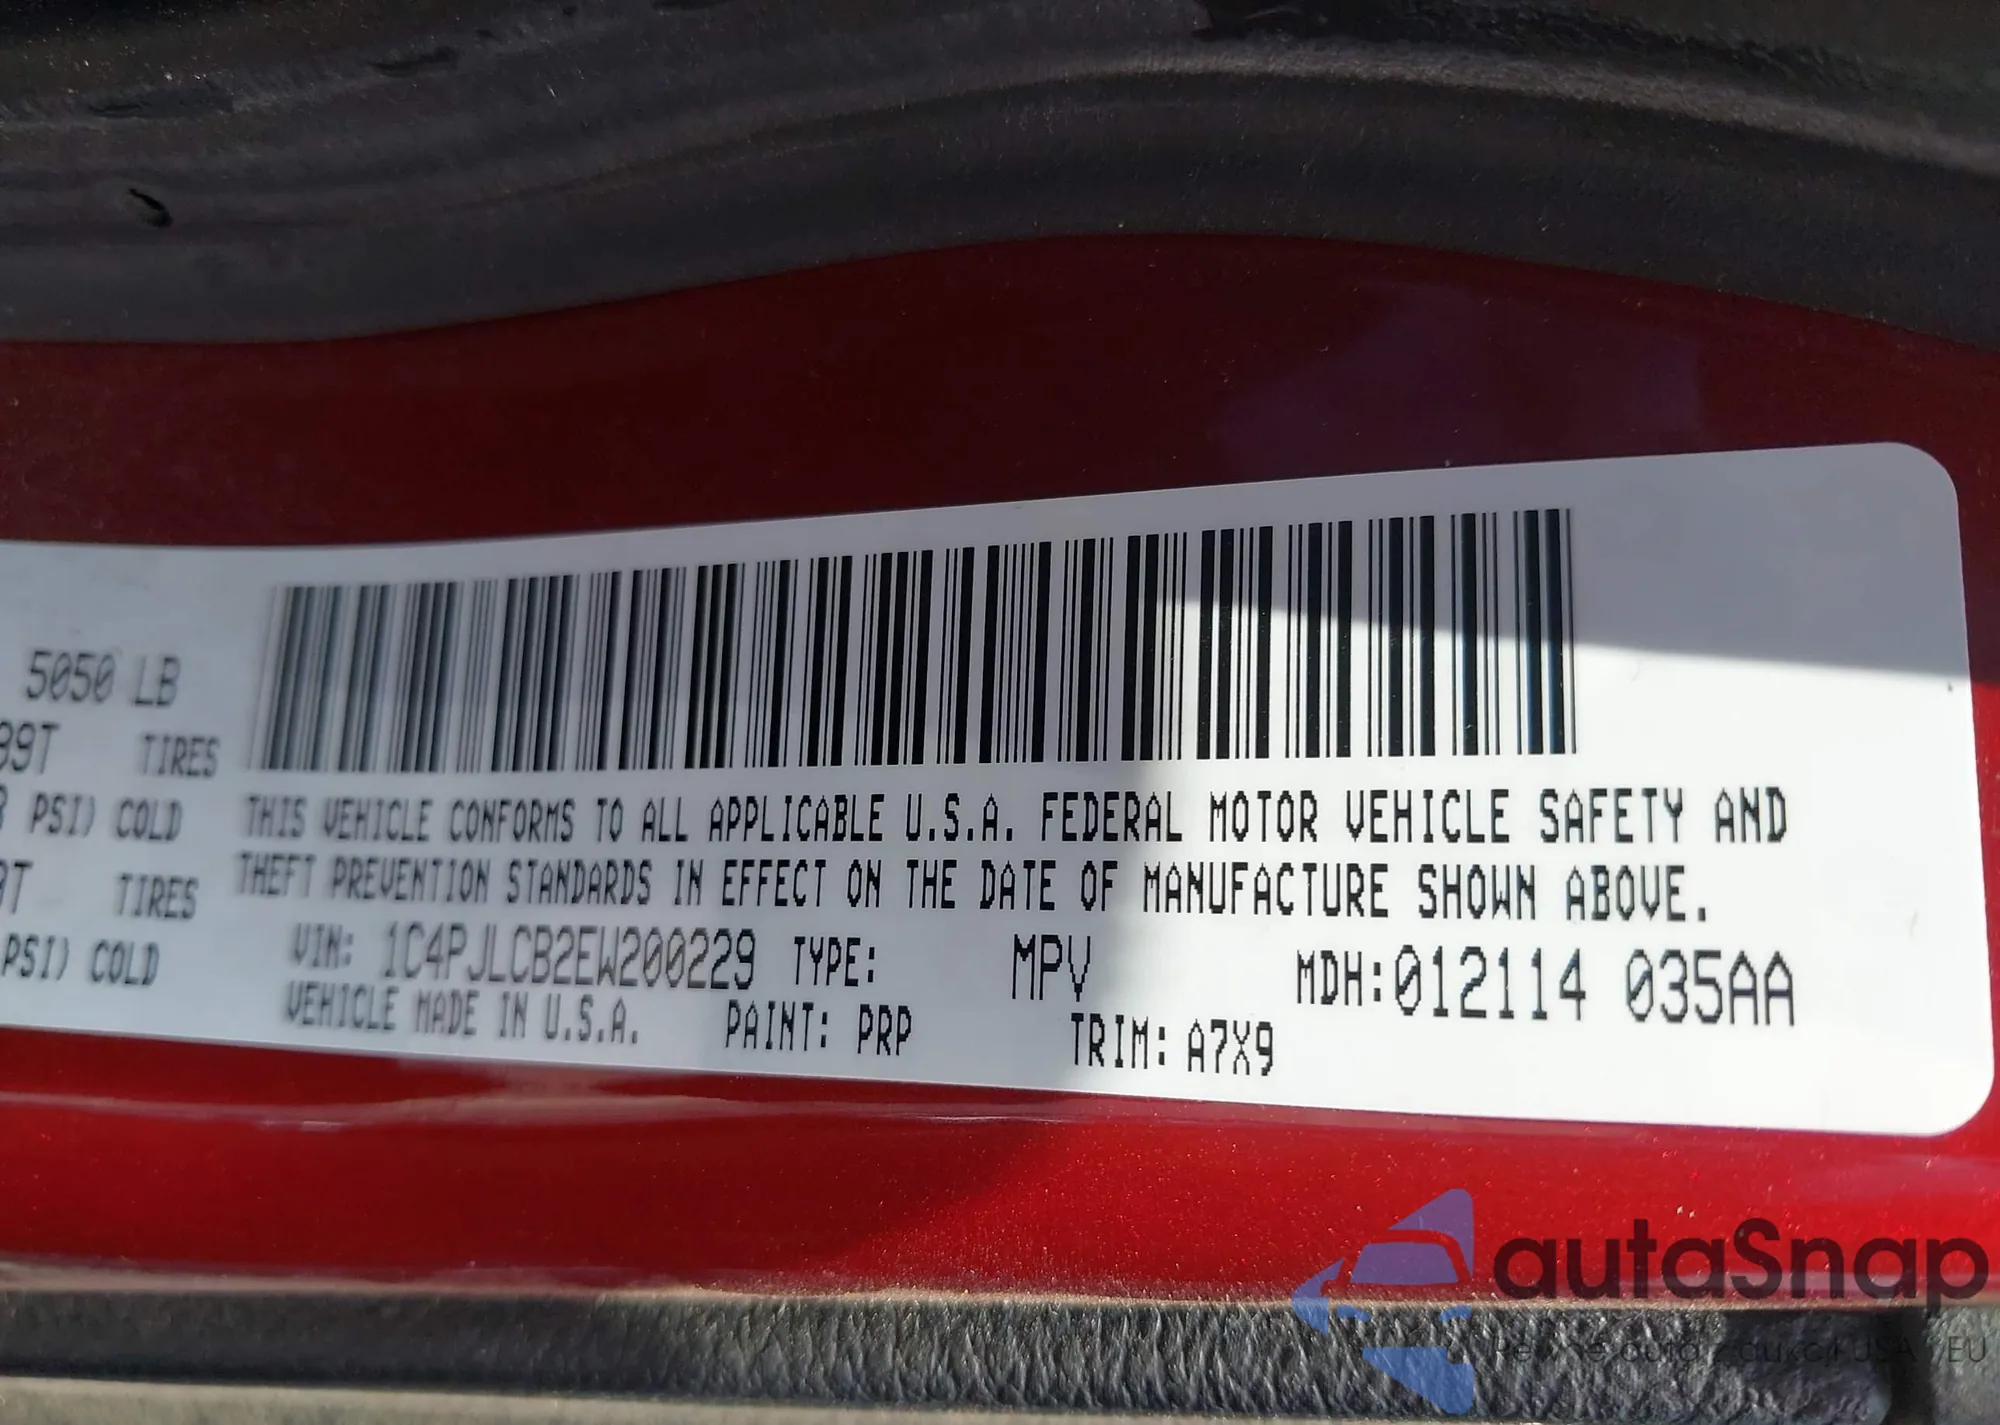 5050 LB
99T TIRES
PSI) COLD
TIRES
PSI) COLD
THIS VEHICLE CONFORMS TO ALL APPLICABLE U.S.A. FEDERAL MOTOR VEHICLE SAFETY AND
THEFT PREVENTION STANDARDS IN EFFECT ON THE DATE OF MANUFACTURE SHOWN ABOVE.
VIN: 1C4PJLCB2EW200229 TYPE: MPV MDH:012114 035AA
VEHICLE MADE IN U.S.A. PAINT: PRP TRIM: A7X9
autaSnap
USA EU